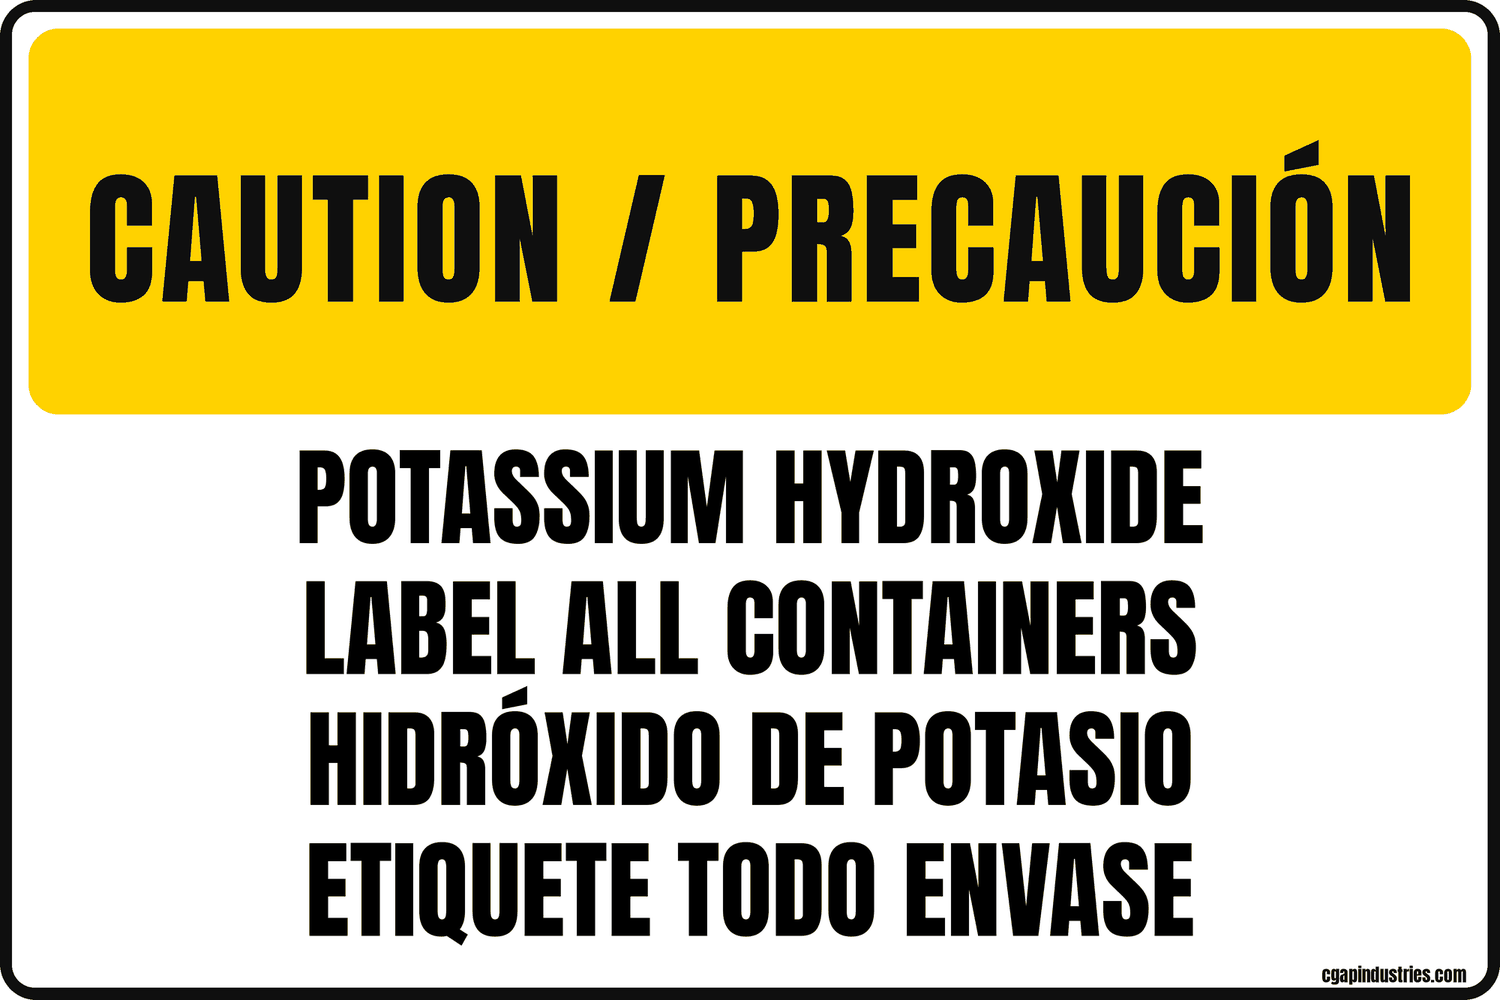 CAUTION / PRECAUCIÓN
POTASSIUM HYDROXIDE
LABEL ALL CONTAINERS
HIDRÓXIDO DE POTASIO
ETIQUETE TODO ENVASE
cgapindustries.com